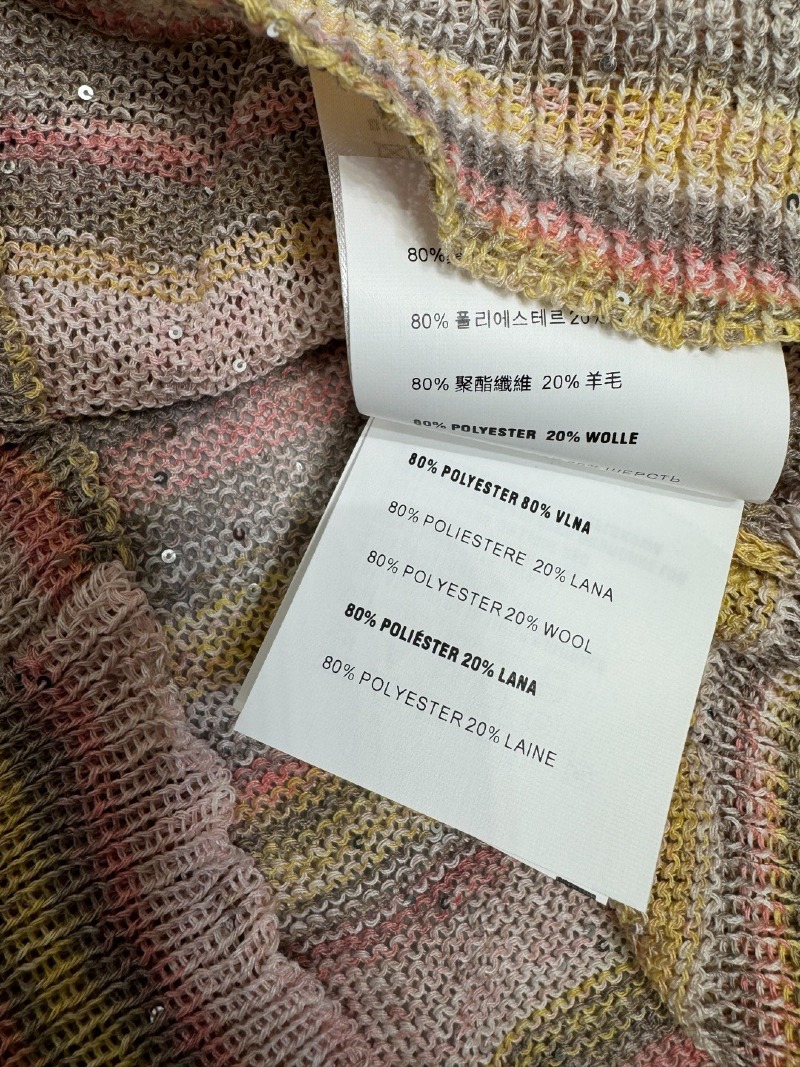 80%
80% 폴리에스테르 20%
80% 聚酯纖維 20% 羊毛
80% POLYESTER 20% WOLLE
20% ШЕРСТЬ
80% POLYESTER 80% VLNA
80% POLIESTERE 20% LANA
80% POLYESTER 20% WOOL
80% POLIÉSTER 20% LANA
80% POLYESTER 20% LAINE